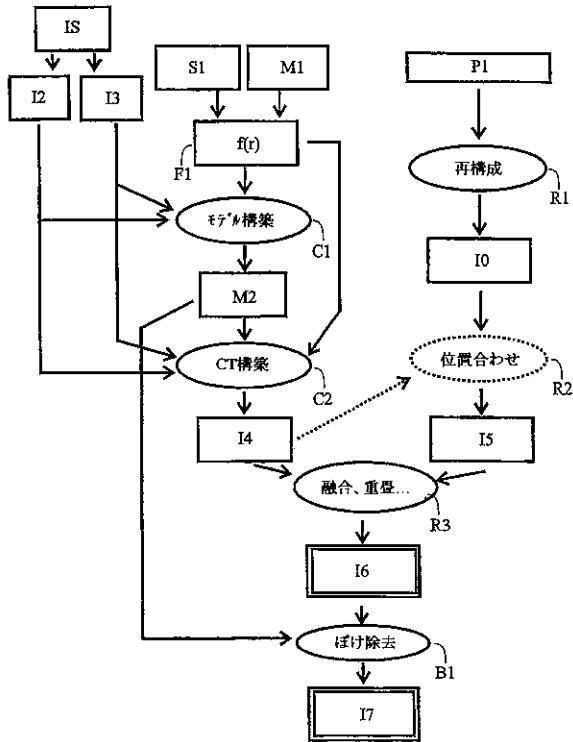 IS
S1
M1
P1
I2
I3
f(r)
F1
再構成
R1
ﾓﾃﾞﾙ構築
C1
I0
M2
CT構築
C2
位置合わせ
R2
I4
I5
融合、重畳...
R3
I6
ぼけ除去
B1
I7